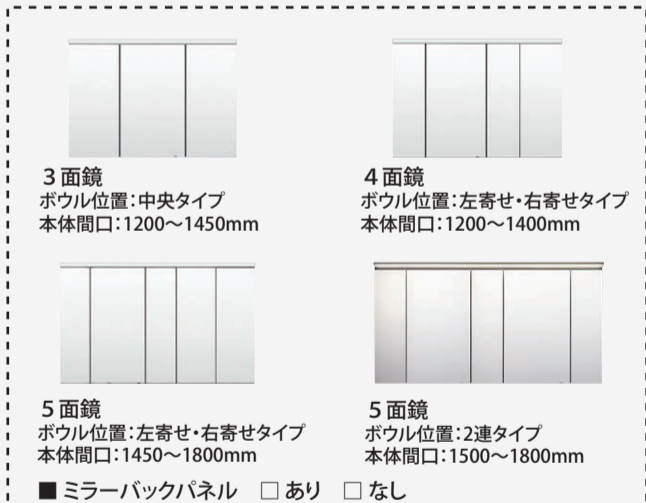 3面鏡
ボウル位置:中央タイプ
本体間口:1200〜1450mm
4面鏡
ボウル位置:左寄せ・右寄せタイプ
本体間口:1200〜1400mm
5面鏡
ボウル位置:左寄せ・右寄せタイプ
本体間口:1450〜1800mm
5面鏡
ボウル位置:2連タイプ
本体間口:1500〜1800mm
■ ミラーバックパネル □ あり □ なし